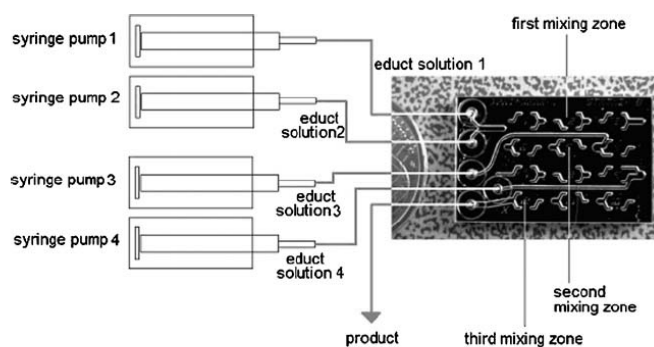 first mixing zone
syringe pump 1
educt solution 1
syringe pump 2
educt
solution2
syringe pump 3
educt
solution3
syringe pump 4
educt
solution 4
second
mixing zone
product
third mixing zone